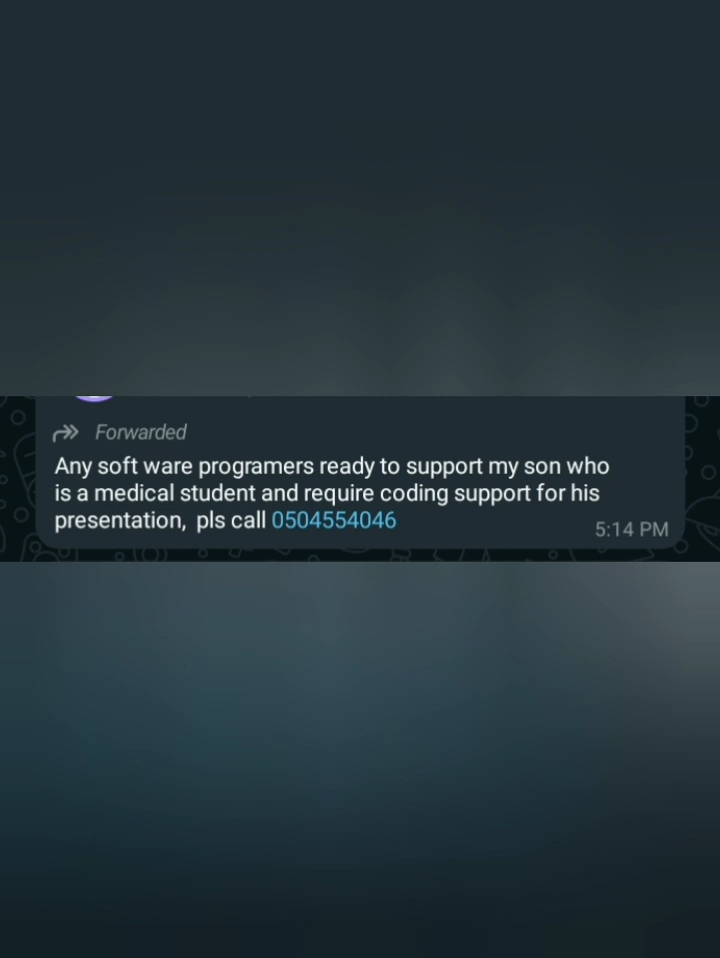 Forwarded
Any soft ware programers ready to support my son who
is a medical student and require coding support for his
presentation,  pls call 0504554046
5:14 PM